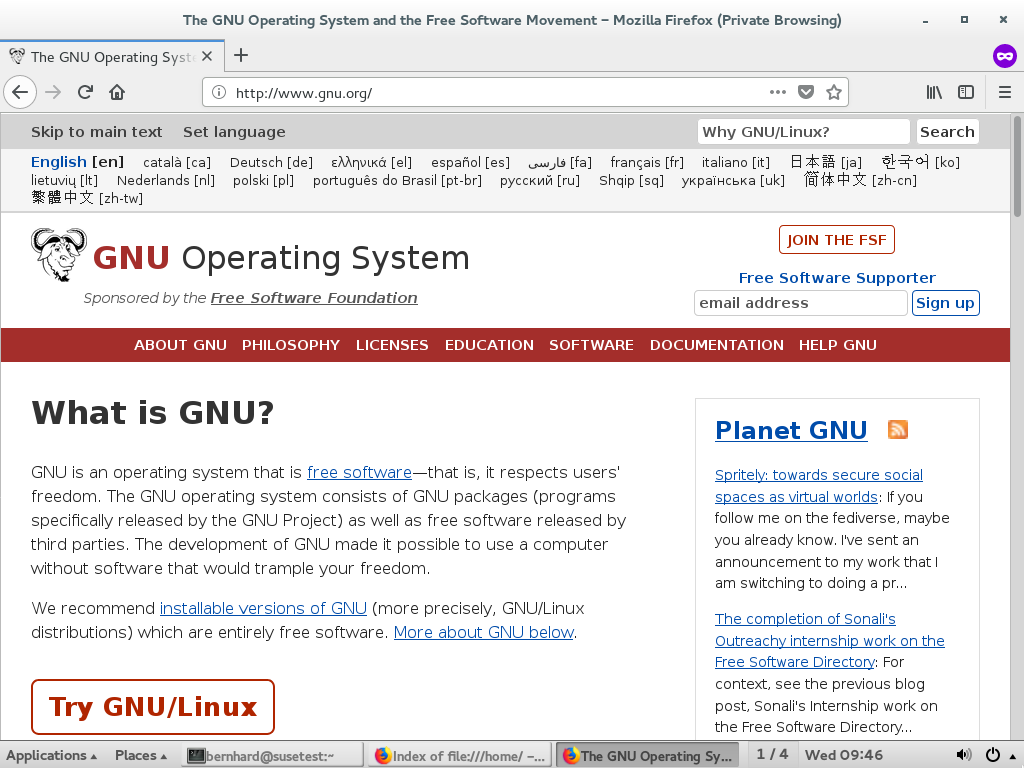 The GNU Operating System and the Free Software Movement – Mozilla Firefox (Private Browsing)
The GNU Operating Syst
http://www.gnu.org/
Skip to main text Set language Why GNU/Linux? Search
English [en] català [ca] Deutsch [de] ελληνικά [el] español [es] فارسی [fa] français [fr] italiano [it] 日本語 [ja] 한국어 [ko]
lietuvių [lt] Nederlands [nl] polski [pl] português do Brasil [pt-br] русский [ru] Shqip [sq] українська [uk] 简体中文 [zh-cn]
繁體中文 [zh-tw]
JOIN THE FSF
GNU Operating System
Free Software Supporter
Sponsored by the Free Software Foundation
email address Sign up
ABOUT GNU PHILOSOPHY LICENSES EDUCATION SOFTWARE DOCUMENTATION HELP GNU
What is GNU?
GNU is an operating system that is free software—that is, it respects users'
freedom. The GNU operating system consists of GNU packages (programs
specifically released by the GNU Project) as well as free software released by
third parties. The development of GNU made it possible to use a computer
without software that would trample your freedom.
We recommend installable versions of GNU (more precisely, GNU/Linux
distributions) which are entirely free software. More about GNU below.
Try GNU/Linux
Planet GNU
Spritely: towards secure social
spaces as virtual worlds: If you
follow me on the fediverse, maybe
you already know. I've sent an
announcement to my work that I
am switching to doing a pr...
The completion of Sonali's
Outreachy internship work on the
Free Software Directory: For
context, see the previous blog
post, Sonali's Internship work on
the Free Software Directory...
Applications Places bernhard@susetest:~ Index of file:///home/ –... The GNU Operating Sy... 1 / 4 Wed 09:46